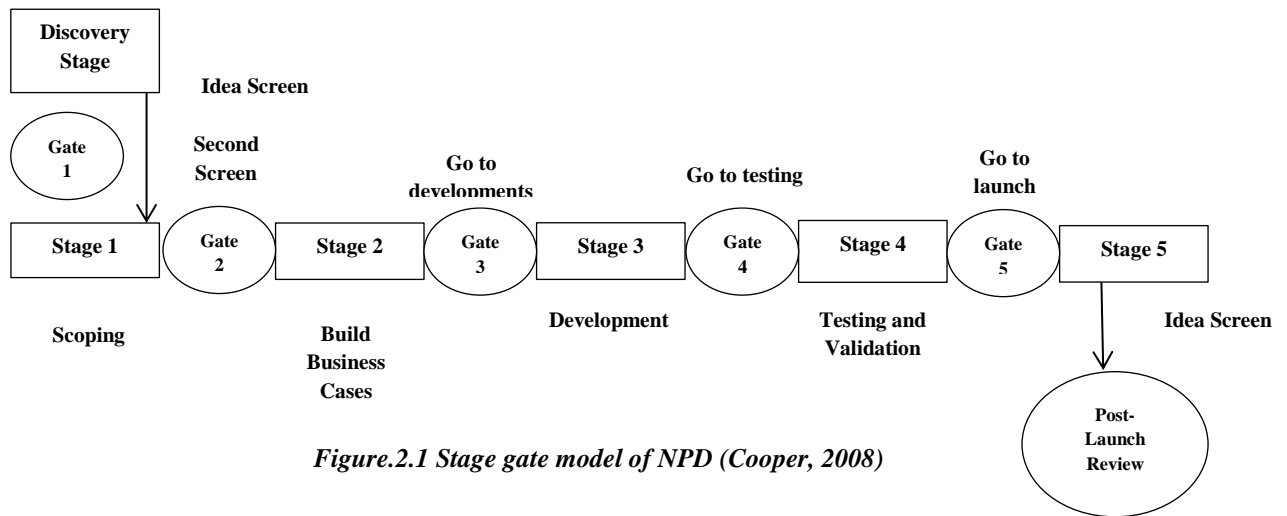 Discovery
Stage
Idea Screen
Gate
1
Second
Screen
Go to
developments
Go to testing
Go to
launch
Stage 1
Gate
2
Stage 2
Gate
3
Stage 3
Gate
4
Stage 4
Gate
5
Stage 5
Scoping
Build
Business
Cases
Development
Testing and
Validation
Idea Screen
Post-
Launch
Review
Figure.2.1 Stage gate model of NPD (Cooper, 2008)